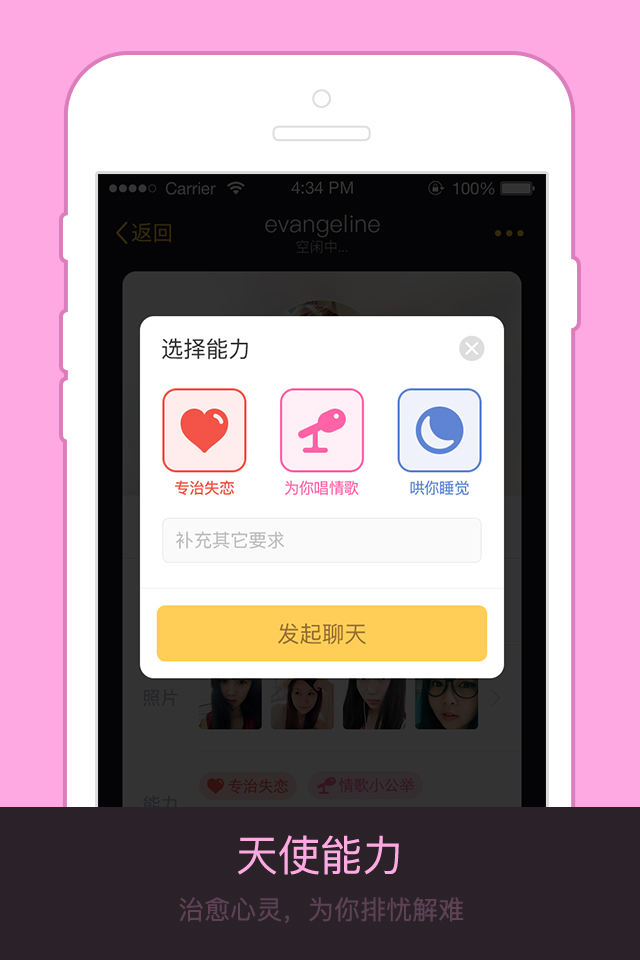 Carrier 4:34 PM 100%
返回 evangeline
空闲中...
选择能力
专治失恋 为你唱情歌 哄你睡觉
补充其它要求
发起聊天
照片
专治失恋 情歌小公举
能力
天使能力
治愈心灵，为你排忧解难